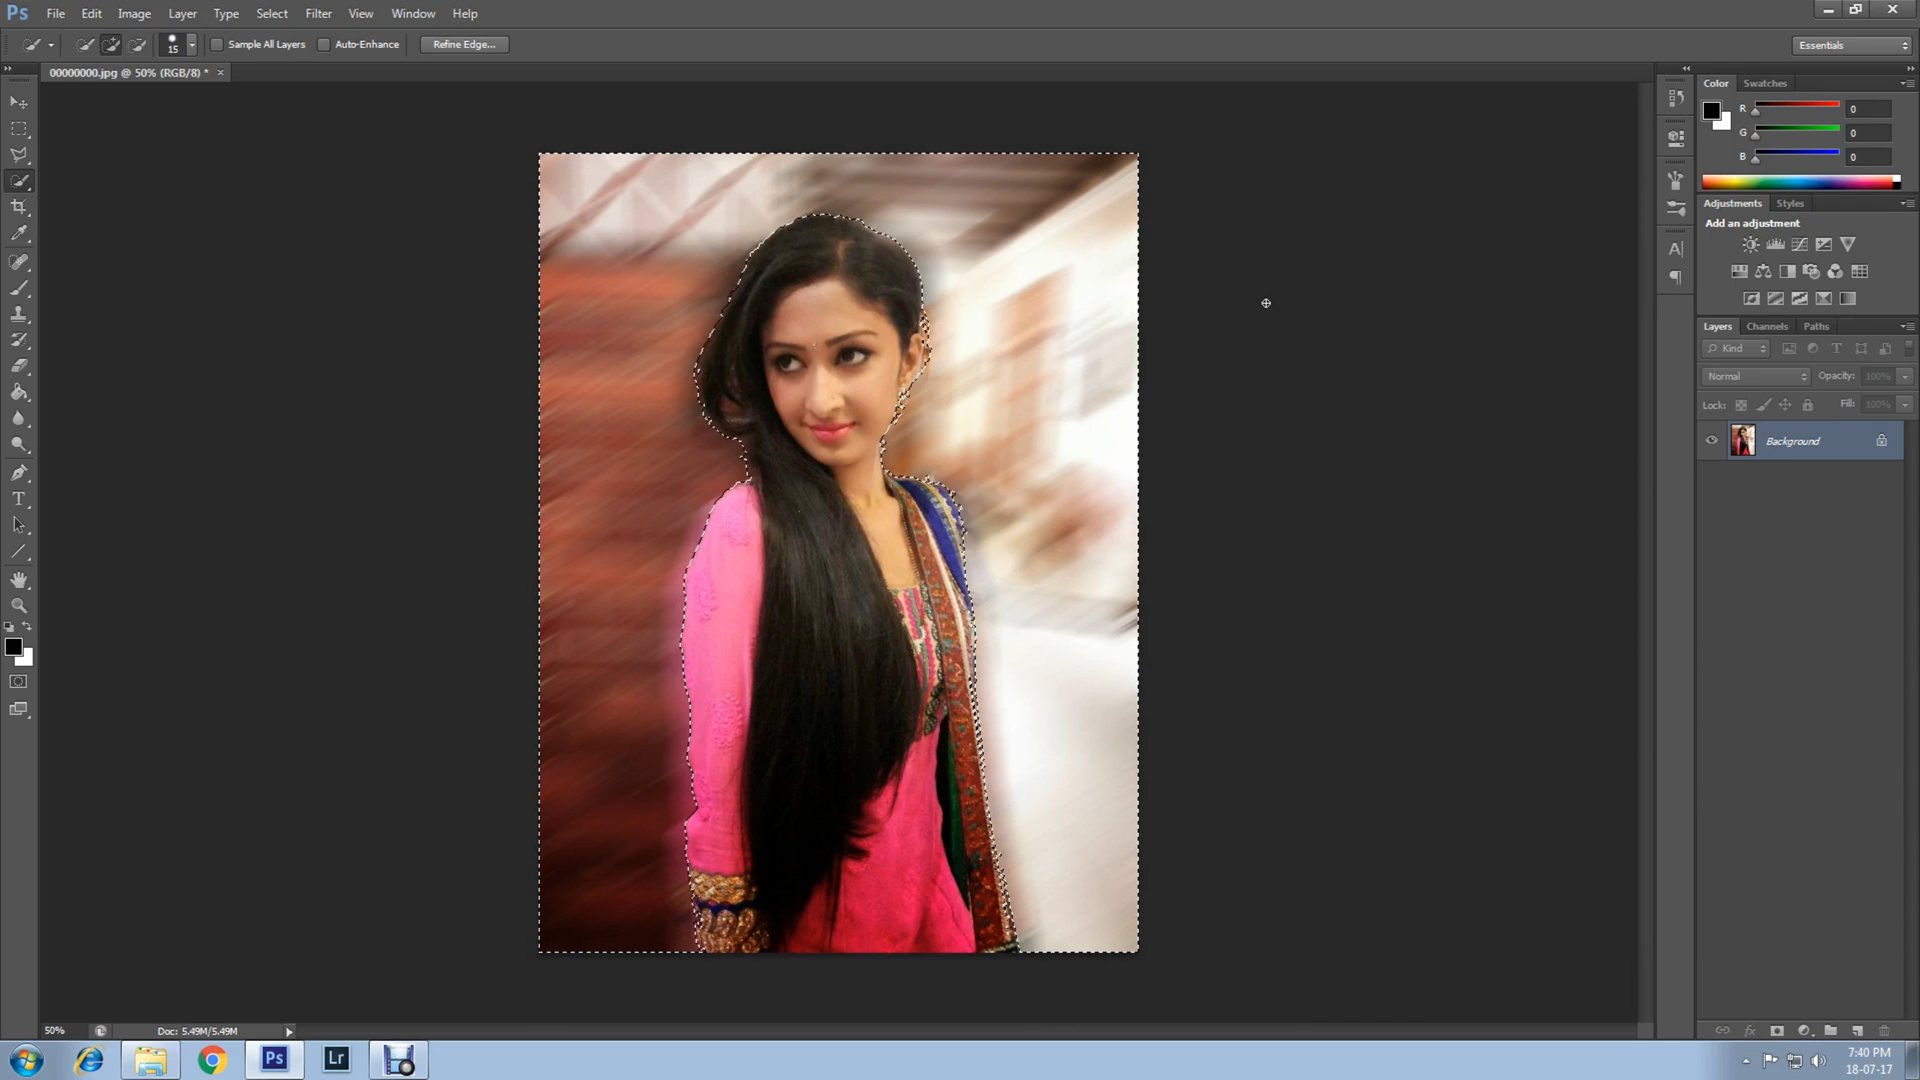 Ps File Edit Image Layer Type Select Filter View Window Help
15 Sample All Layers Auto-Enhance Refine Edge... Essentials
00000000.jpg @ 50% (RGB/8) * ×
Color Swatches
R 0
G 0
B 0
Adjustments Styles
Add an adjustment
Layers Channels Paths
Kind
Normal Opacity: 100%
Lock: Fill: 100%
Background
50% Doc: 5.49M/5.49M
Ps Lr
7:40 PM
18-07-17